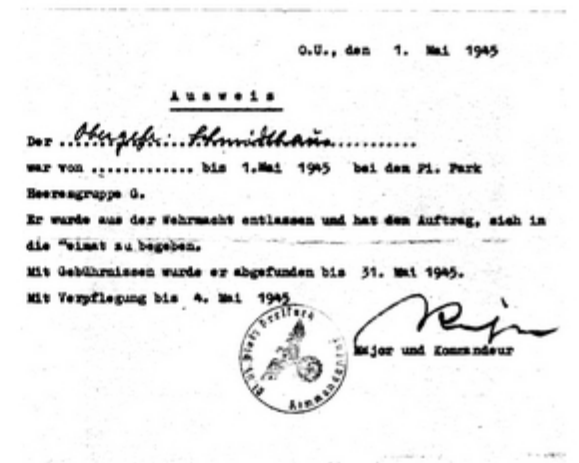 O.U., den 1. Mai 1945
Ausweis
Der ....Obergefr. Schmidthaus............
war von ............. bis 1.Mai 1945 bei dem Pi. Park
Heeresgruppe G.
Er wurde aus der Wehrmacht entlassen und hat den Auftrag, sich in
die "eimat zu begeben.
Mit Gebührnissen wurde er abgefunden bis 31. Mai 1945.
Mit Verpflegung bis 4. Mai 1945
Major und Kommandeur